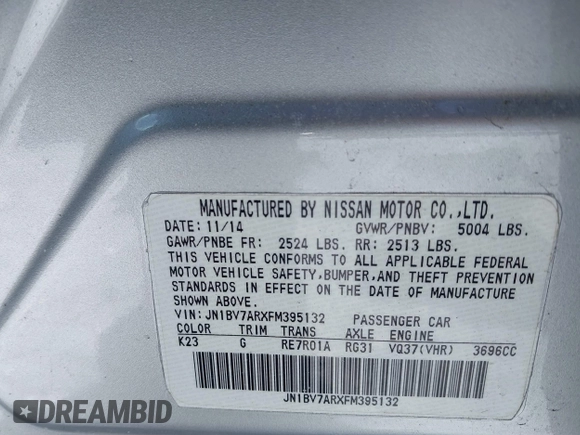 MANUFACTURED BY NISSAN MOTOR CO.,LTD.
DATE: 11/14 GVWR/PNBV: 5004 LBS.
GAWR/PNBE FR: 2524 LBS. RR: 2513 LBS.
THIS VEHICLE CONFORMS TO ALL APPLICABLE FEDERAL
MOTOR VEHICLE SAFETY,BUMPER,AND THEFT PREVENTION
STANDARDS IN EFFECT ON THE DATE OF MANUFACTURE
SHOWN ABOVE.
VIN:JN1BV7ARXFM395132 PASSENGER CAR
COLOR TRIM TRANS AXLE ENGINE
K23 G RE7R01A RG31 VQ37(VHR) 3696CC
JN1BV7ARXFM395132
DREAMBID